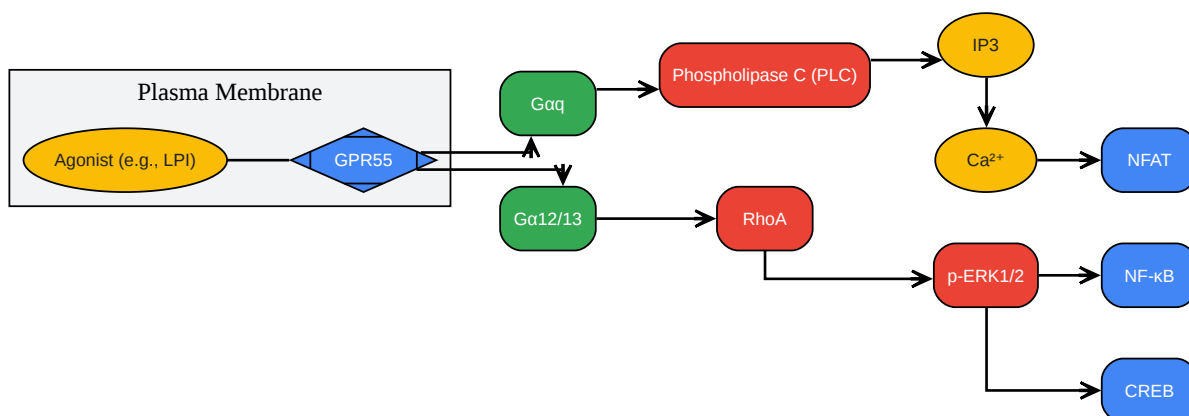 Plasma Membrane
Agonist (e.g., LPI)
GPR55
Gαq
Gα12/13
Phospholipase C (PLC)
RhoA
IP3
Ca²⁺
p-ERK1/2
NFAT
NF-κB
CREB